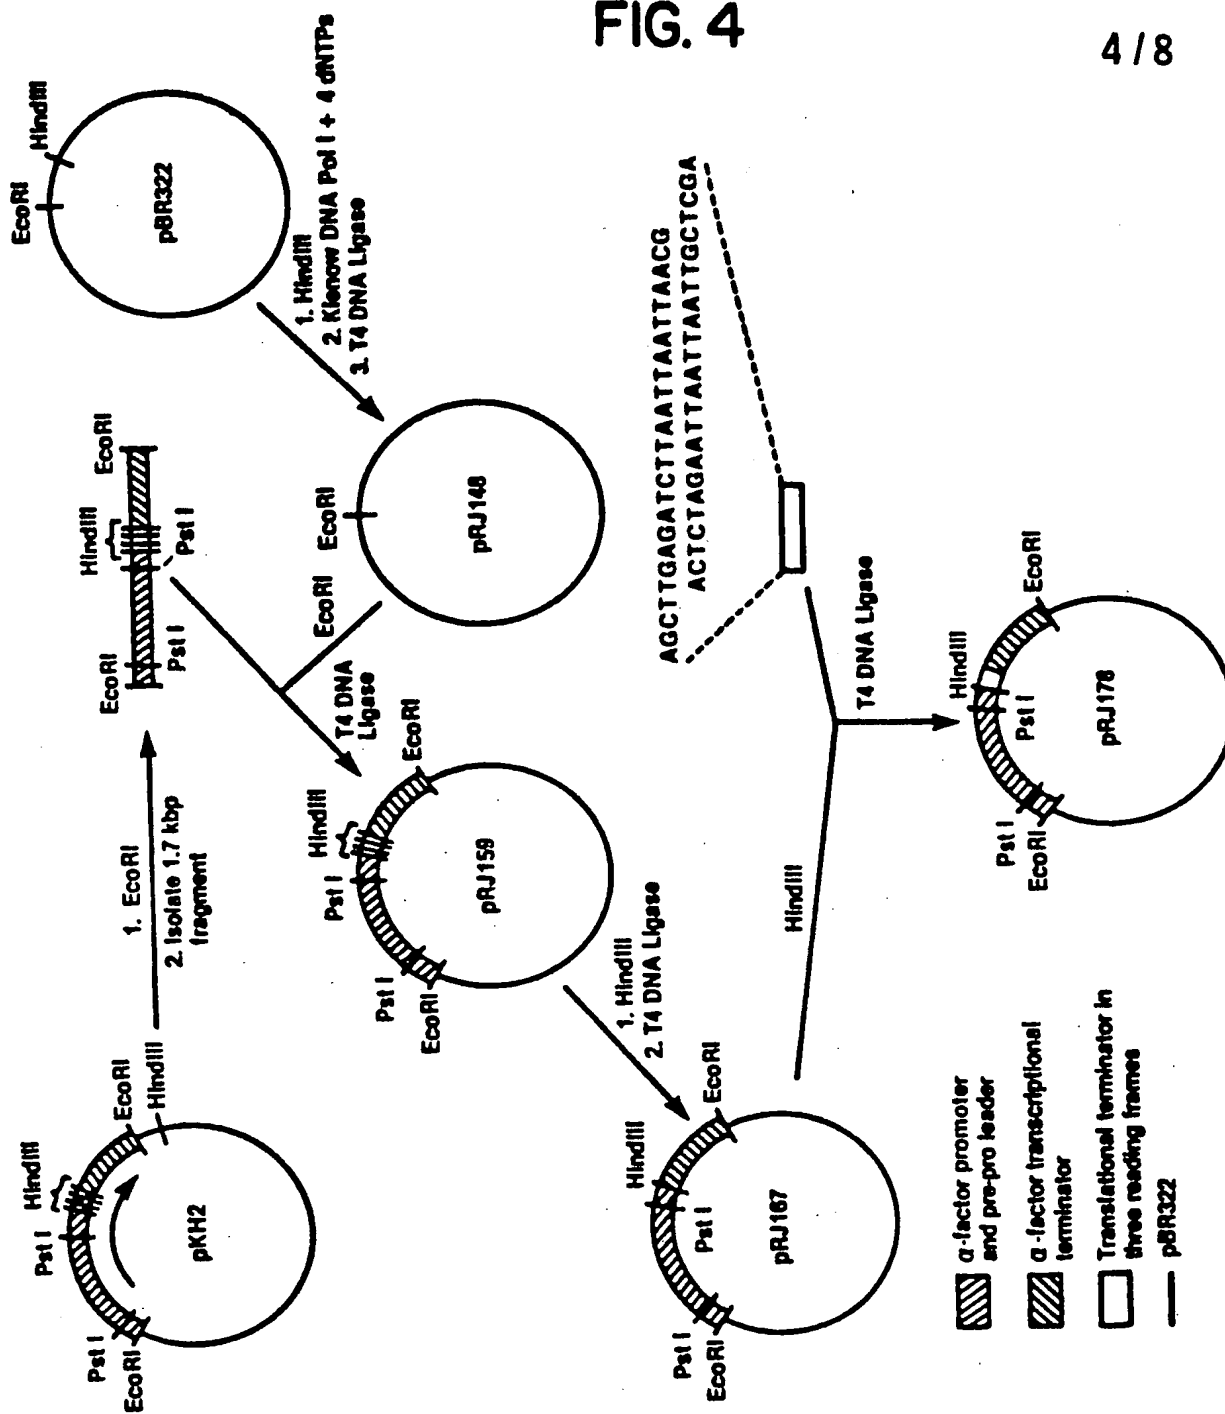 FIG. 4
4 / 8
EcoRI
HindIII
pBR322
1. HindIII
2. Klenow DNA Pol I + 4 dNTPs
3. T4 DNA Ligase
EcoRI
pRJ148
EcoRI
EcoRI
HindIII
EcoRI
Pst I
Pst I
1. EcoRI
2. Isolate 1.7 kbp
fragment
Pst I
HindIII
EcoRI
HindIII
Pst I
EcoRI
pKH2
T4 DNA
Ligase
Pst I
HindIII
EcoRI
Pst I
EcoRI
pRJ159
1. HindIII
2. T4 DNA Ligase
HindIII
EcoRI
Pst I
Pst I
EcoRI
pRJ167
HindIII
AGCTTGAGATCTTAATTAATTAACG
ACTCTAGAATTAATTAATTGCTCGA
T4 DNA Ligase
HindIII
EcoRI
Pst I
Pst I
EcoRI
pRJ178
α-factor promoter
and pre-pro leader
α-factor transcriptional
terminator
Translational terminator in
three reading frames
pBR322